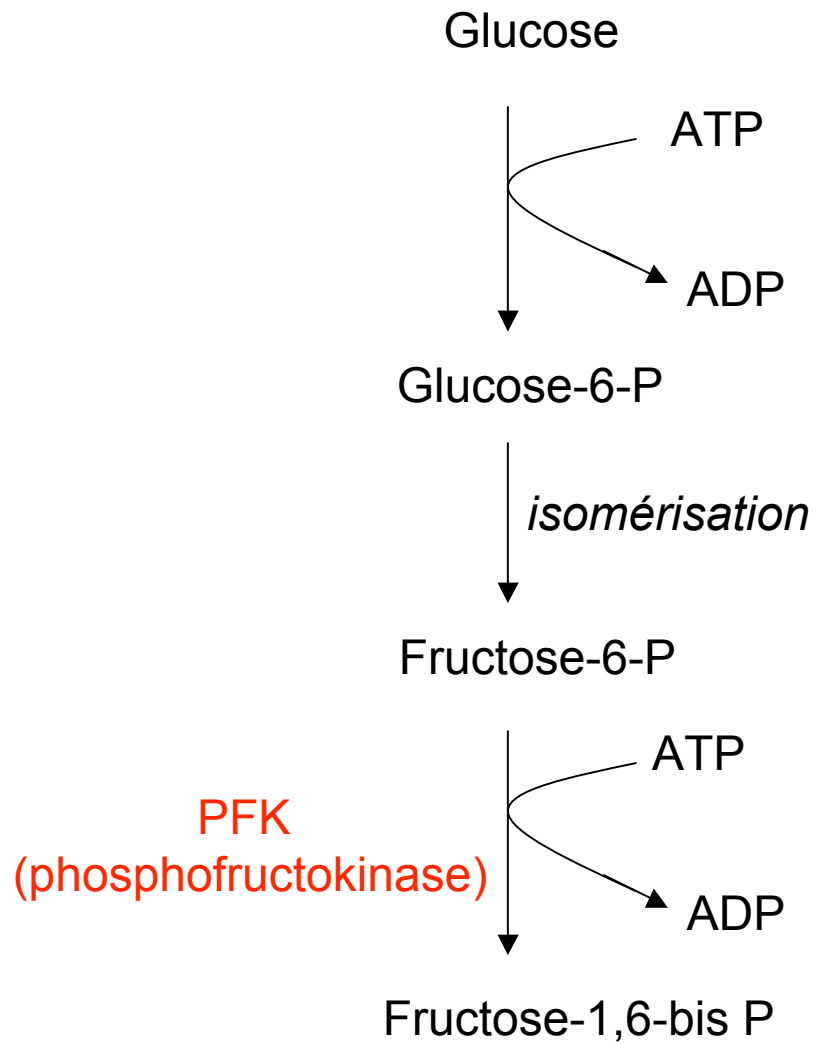 Glucose
ATP
ADP
Glucose-6-P
isomérisation
Fructose-6-P
ATP
PFK
(phosphofructokinase)
ADP
Fructose-1,6-bis P